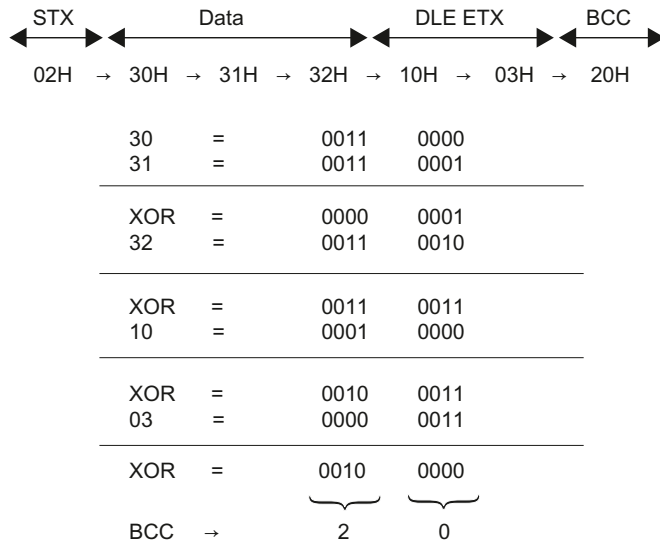 STX Data DLE ETX BCC
02H → 30H → 31H → 32H → 10H → 03H → 20H
30 = 0011 0000
31 = 0011 0001
XOR = 0000 0001
32 = 0011 0010
XOR = 0011 0011
10 = 0001 0000
XOR = 0010 0011
03 = 0000 0011
XOR = 0010 0000
BCC → 2 0